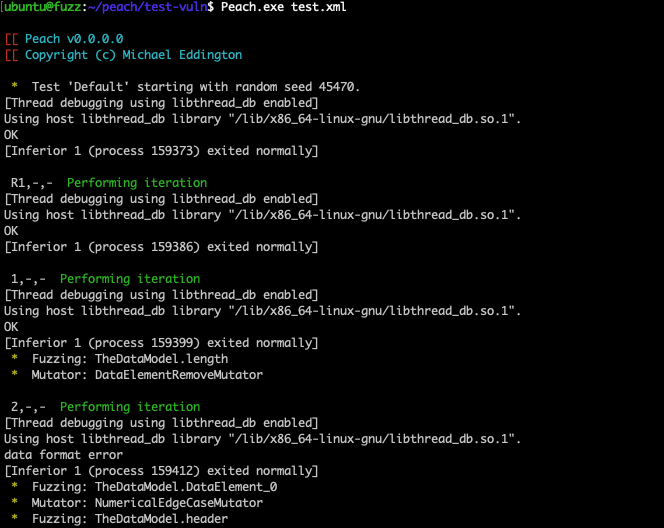 ubuntu@fuzz:~/peach/test-vuln$ Peach.exe test.xml
[[ Peach v0.0.0.0
[[ Copyright (c) Michael Eddington
* Test 'Default' starting with random seed 45470.
[Thread debugging using libthread_db enabled]
Using host libthread_db library "/lib/x86_64-linux-gnu/libthread_db.so.1".
OK
[Inferior 1 (process 159373) exited normally]
R1,-,- Performing iteration
[Thread debugging using libthread_db enabled]
Using host libthread_db library "/lib/x86_64-linux-gnu/libthread_db.so.1".
OK
[Inferior 1 (process 159386) exited normally]
1,-,- Performing iteration
[Thread debugging using libthread_db enabled]
Using host libthread_db library "/lib/x86_64-linux-gnu/libthread_db.so.1".
OK
[Inferior 1 (process 159399) exited normally]
* Fuzzing: TheDataModel.length
* Mutator: DataElementRemoveMutator
2,-,- Performing iteration
[Thread debugging using libthread_db enabled]
Using host libthread_db library "/lib/x86_64-linux-gnu/libthread_db.so.1".
data format error
[Inferior 1 (process 159412) exited normally]
* Fuzzing: TheDataModel.DataElement_0
* Mutator: NumericalEdgeCaseMutator
* Fuzzing: TheDataModel.header